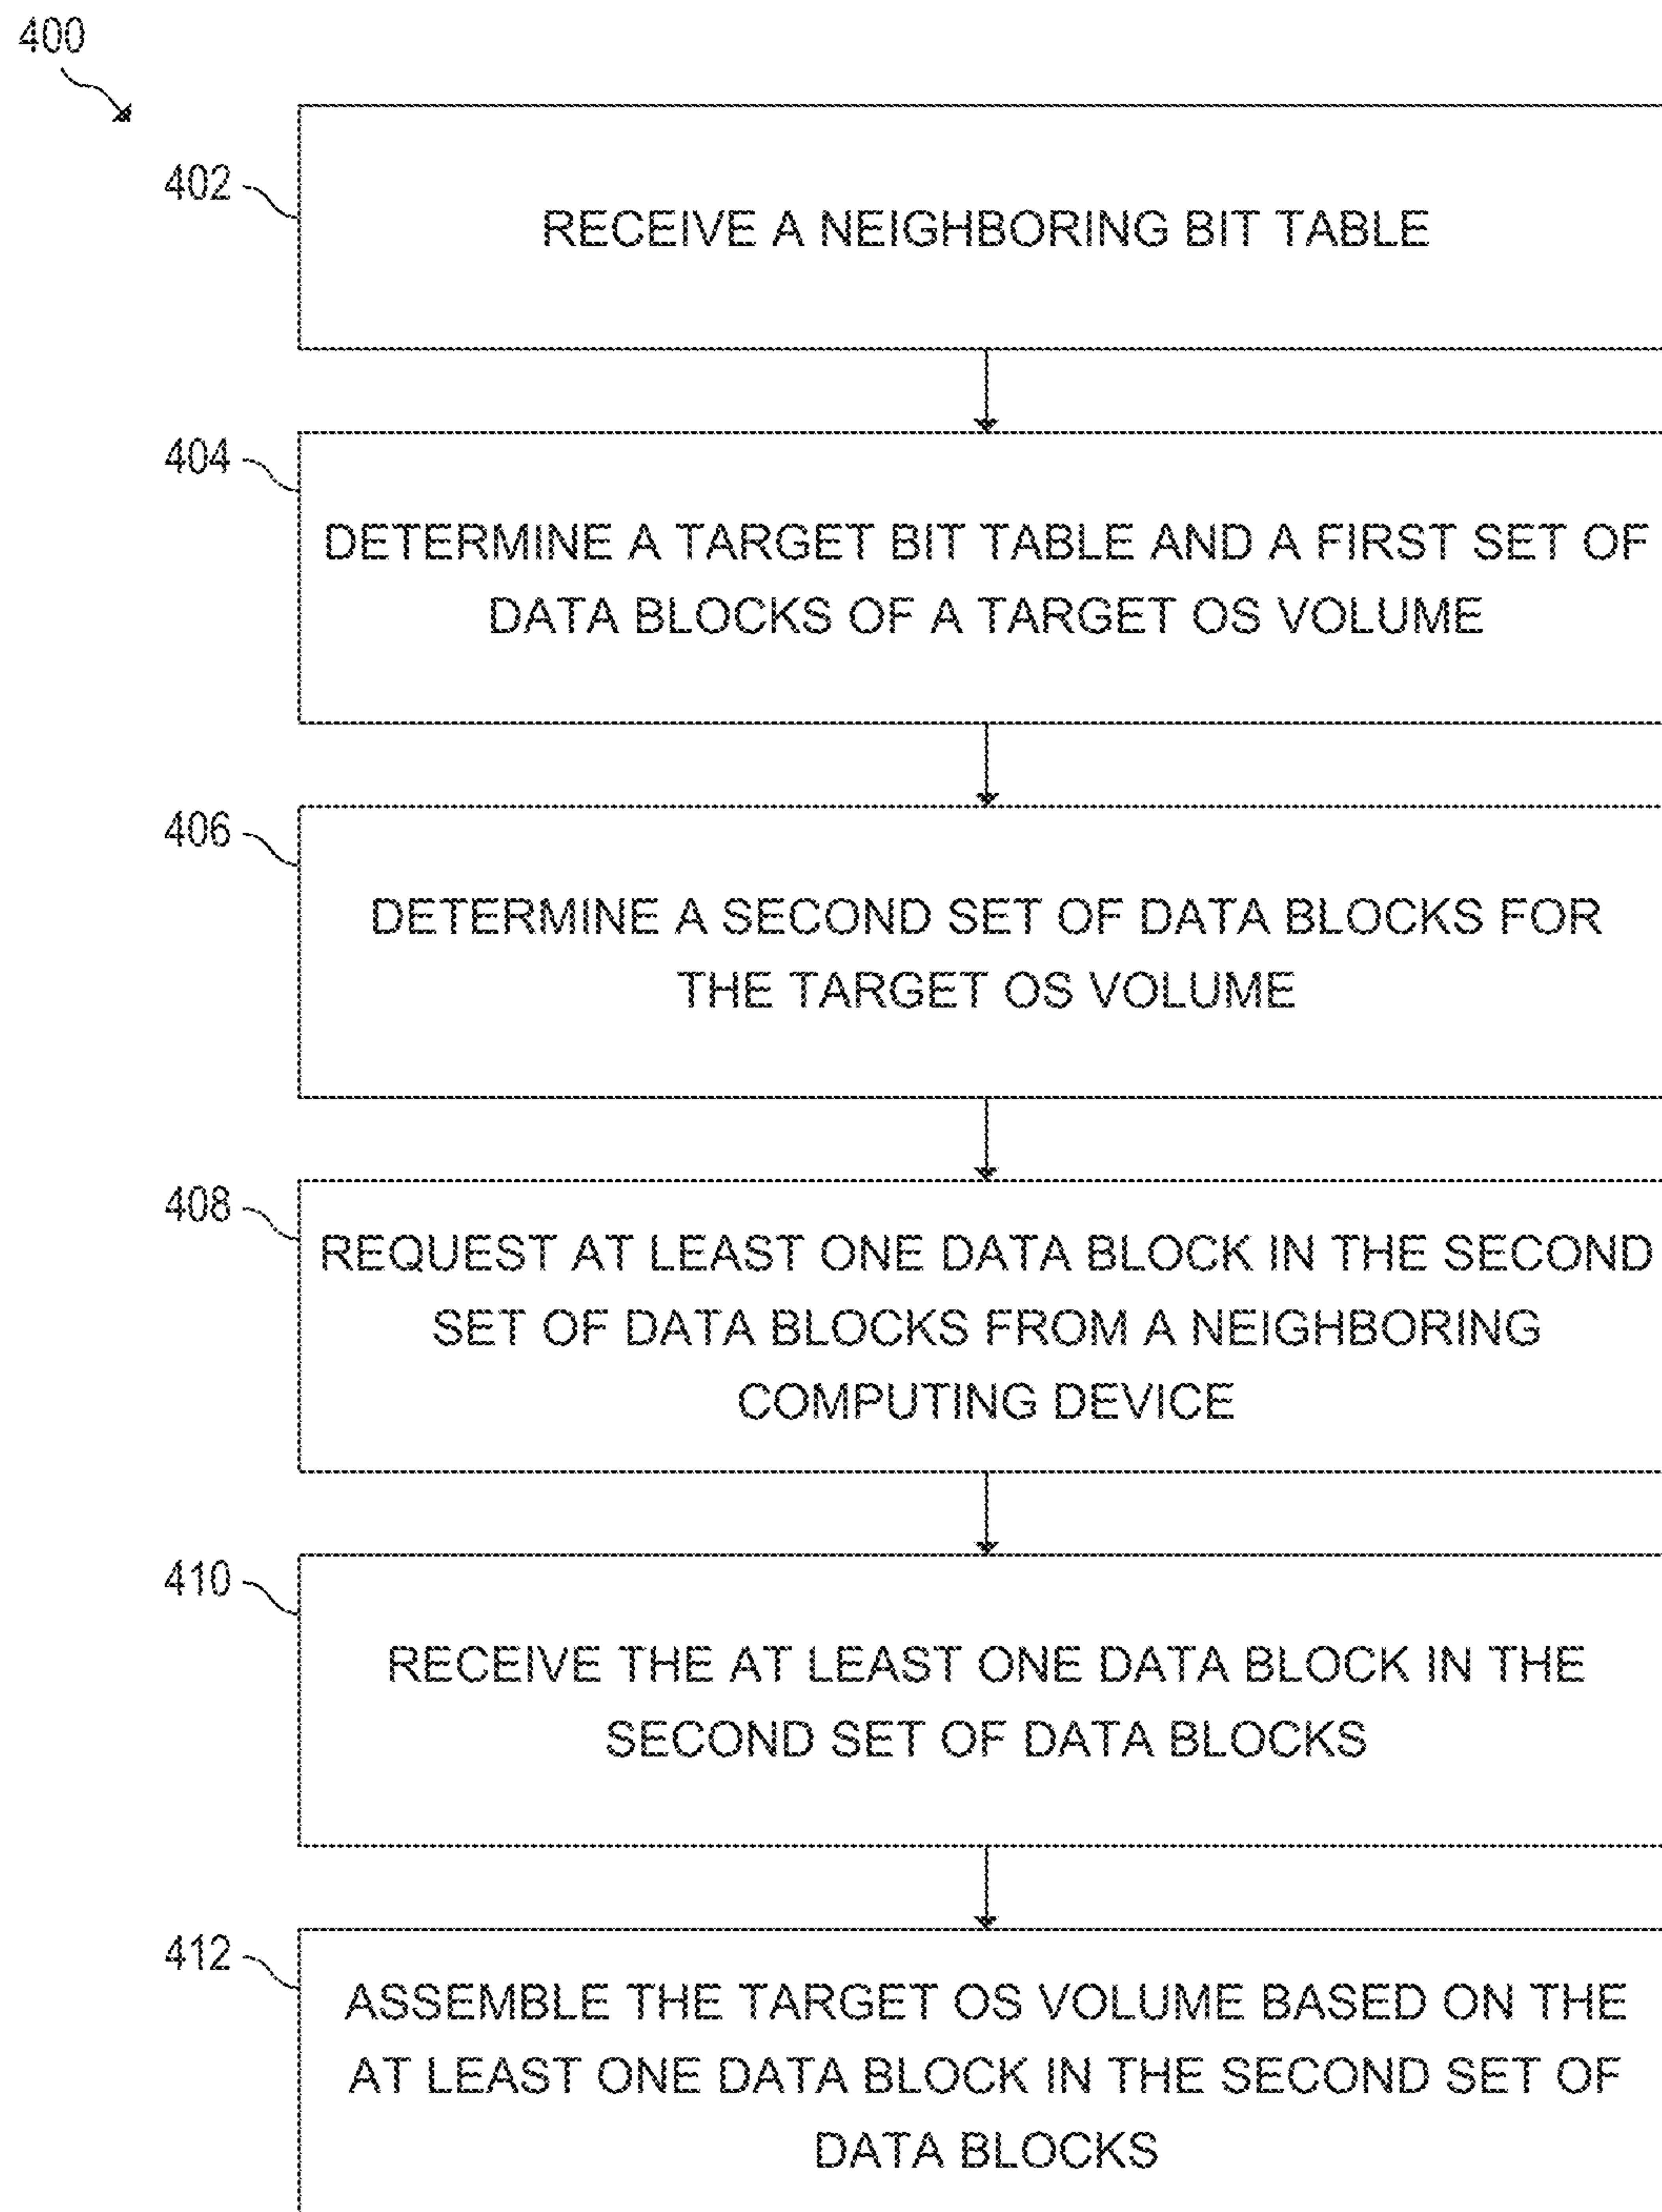 400
402
RECEIVE A NEIGHBORING BIT TABLE
404
DETERMINE A TARGET BIT TABLE AND A FIRST SET OF
DATA BLOCKS OF A TARGET OS VOLUME
406
DETERMINE A SECOND SET OF DATA BLOCKS FOR
THE TARGET OS VOLUME
408
REQUEST AT LEAST ONE DATA BLOCK IN THE SECOND
SET OF DATA BLOCKS FROM A NEIGHBORING
COMPUTING DEVICE
410
RECEIVE THE AT LEAST ONE DATA BLOCK IN THE
SECOND SET OF DATA BLOCKS
412
ASSEMBLE THE TARGET OS VOLUME BASED ON THE
AT LEAST ONE DATA BLOCK IN THE SECOND SET OF
DATA BLOCKS